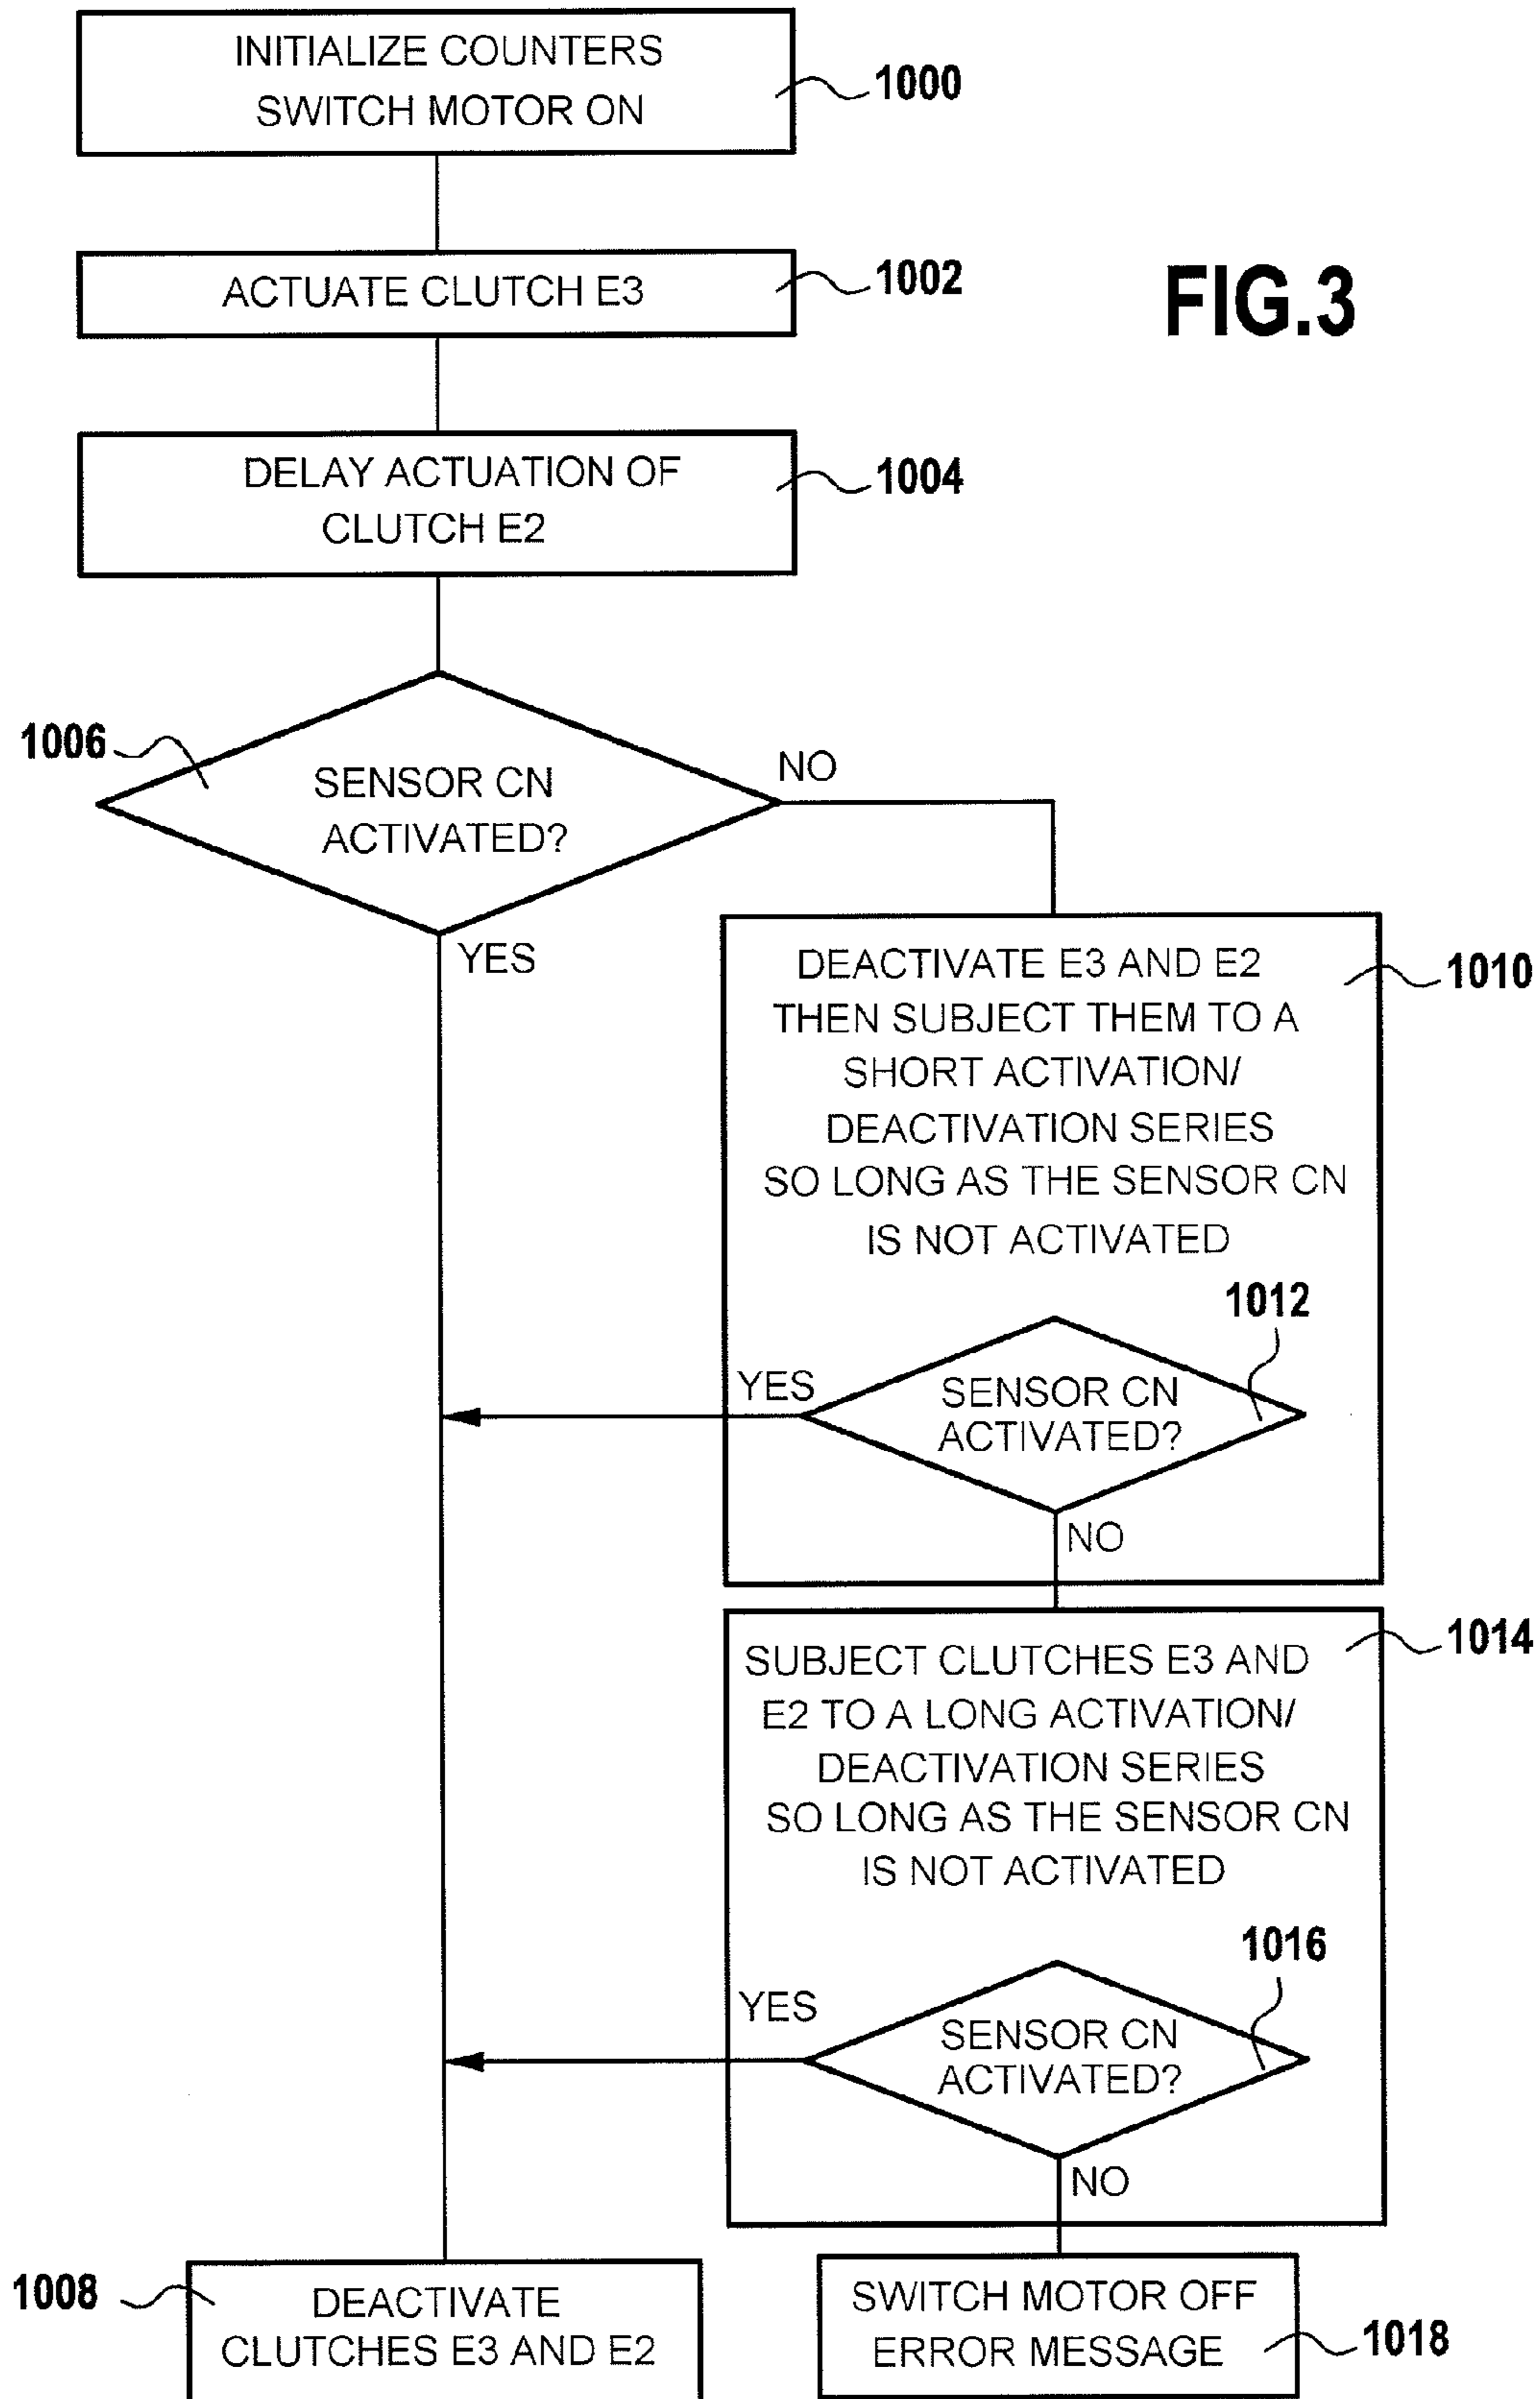 INITIALIZE COUNTERS
SWITCH MOTOR ON
1000
ACTUATE CLUTCH E3
1002
FIG.3
DELAY ACTUATION OF
CLUTCH E2
1004
1006
SENSOR CN
ACTIVATED?
NO
YES
DEACTIVATE E3 AND E2
THEN SUBJECT THEM TO A
SHORT ACTIVATION/
DEACTIVATION SERIES
SO LONG AS THE SENSOR CN
IS NOT ACTIVATED
1010
1012
YES
SENSOR CN
ACTIVATED?
NO
SUBJECT CLUTCHES E3 AND
E2 TO A LONG ACTIVATION/
DEACTIVATION SERIES
SO LONG AS THE SENSOR CN
IS NOT ACTIVATED
1014
1016
YES
SENSOR CN
ACTIVATED?
NO
1008
DEACTIVATE
CLUTCHES E3 AND E2
SWITCH MOTOR OFF
ERROR MESSAGE
1018